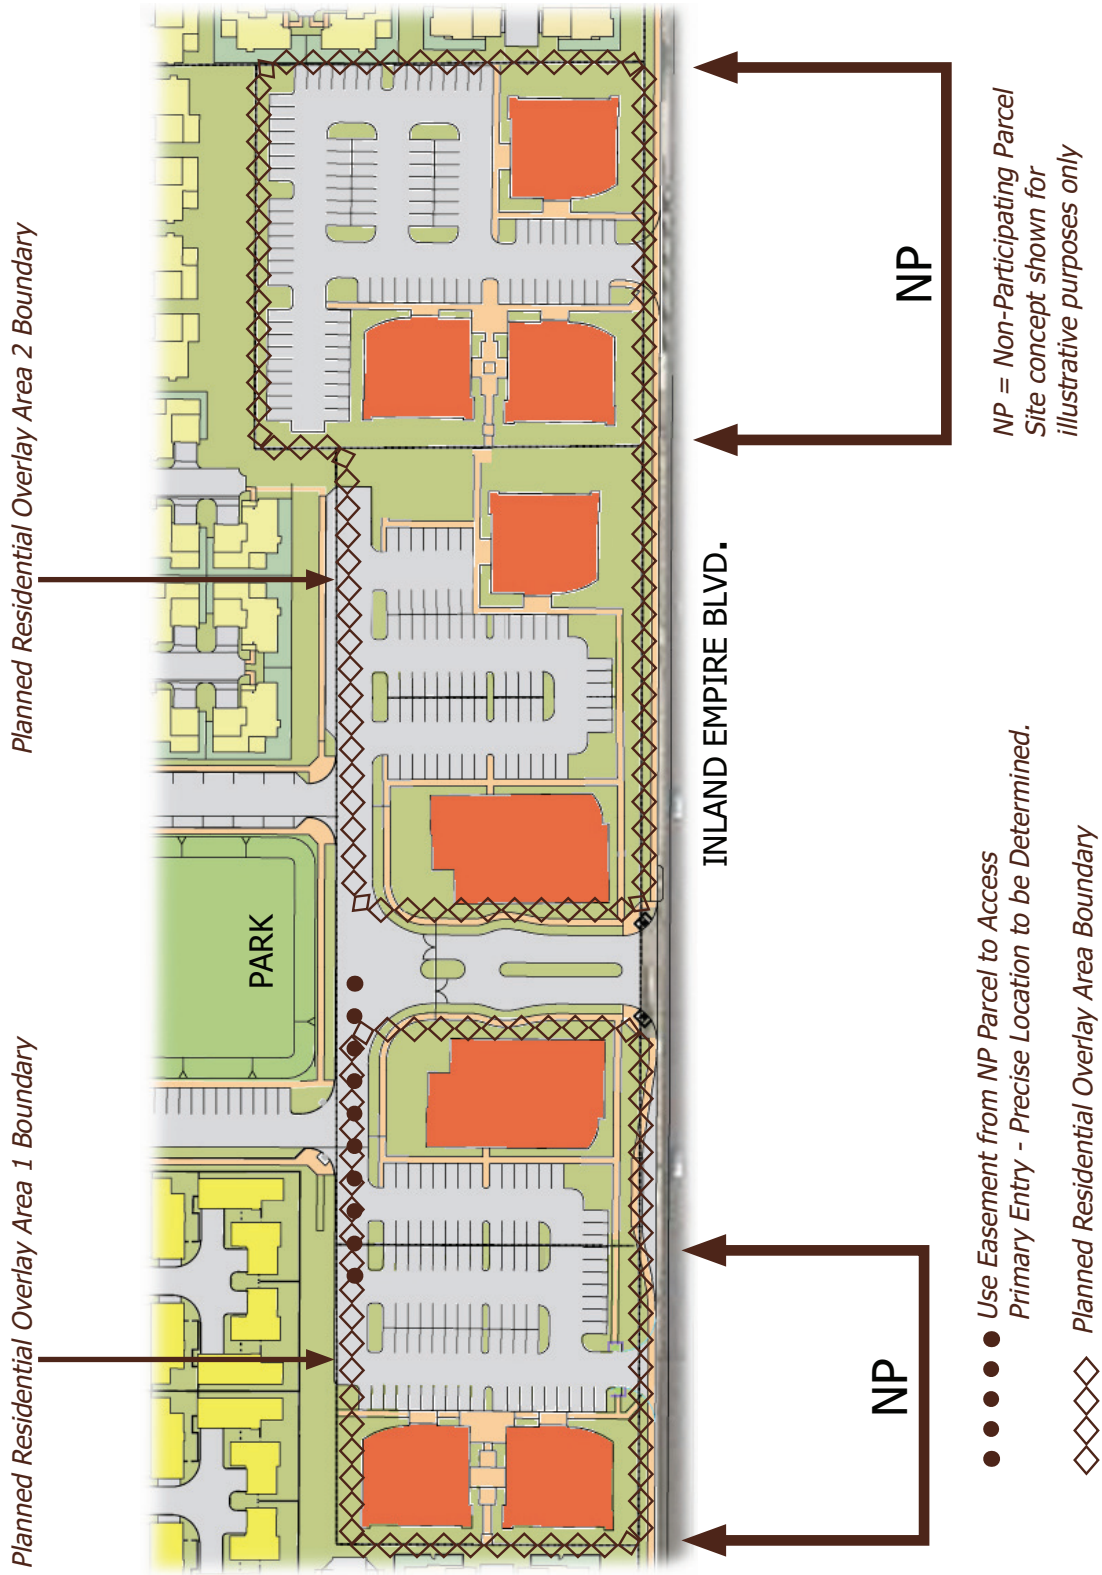 Planned Residential Overlay Area 1 Boundary
Planned Residential Overlay Area 2 Boundary
PARK
INLAND EMPIRE BLVD.
NP
NP
Use Easement from NP Parcel to Access
Primary Entry - Precise Location to be Determined.
Planned Residential Overlay Area Boundary
NP = Non-Participating Parcel
Site concept shown for
illustrative purposes only